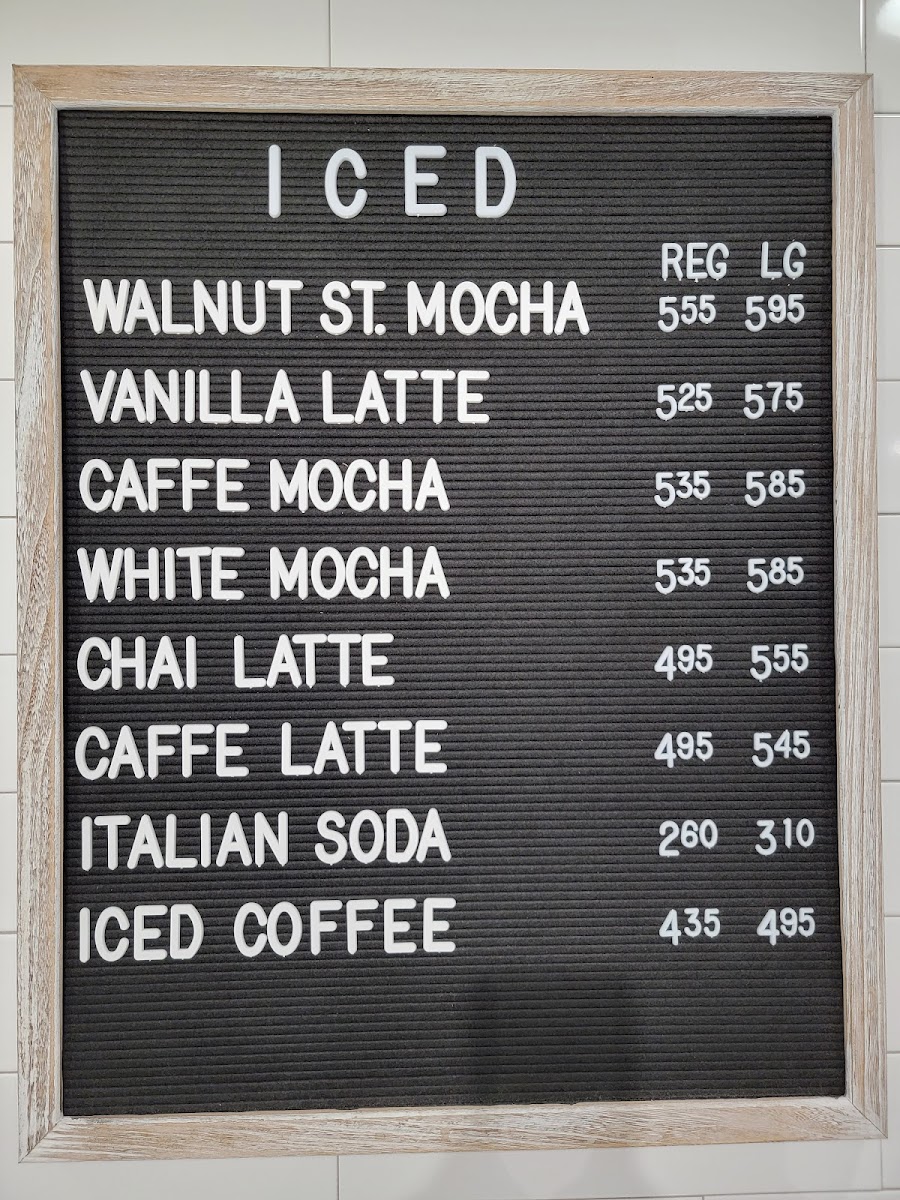 ICED
REG LG
WALNUT ST. MOCHA 555 595
VANILLA LATTE 525 575
CAFFE MOCHA 535 585
WHITE MOCHA 535 585
CHAI LATTE 495 555
CAFFE LATTE 495 545
ITALIAN SODA 260 310
ICED COFFEE 435 495